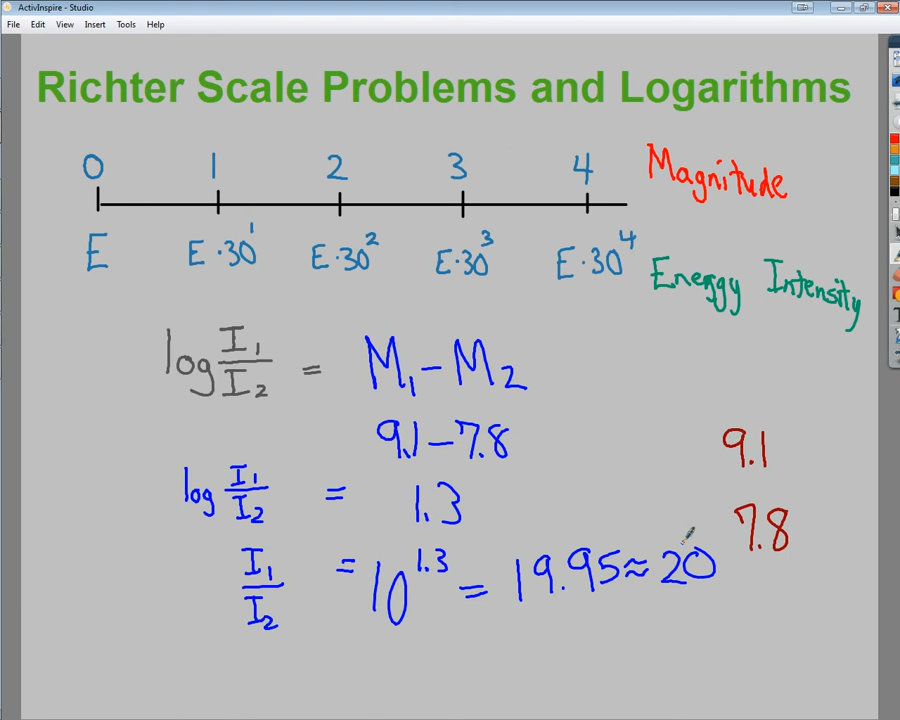 ActivInspire - Studio
File Edit View Insert Tools Help
Richter Scale Problems and Logarithms
0 1 2 3 4 Magnitude
E E·30¹ E·30² E·30³ E·30⁴ Energy Intensity
log I₁/I₂ = M₁ - M₂
9.1 - 7.8
9.1
log I₁/I₂ = 1.3
7.8
I₁/I₂ = 10^1.3 = 19.95 ≈ 20